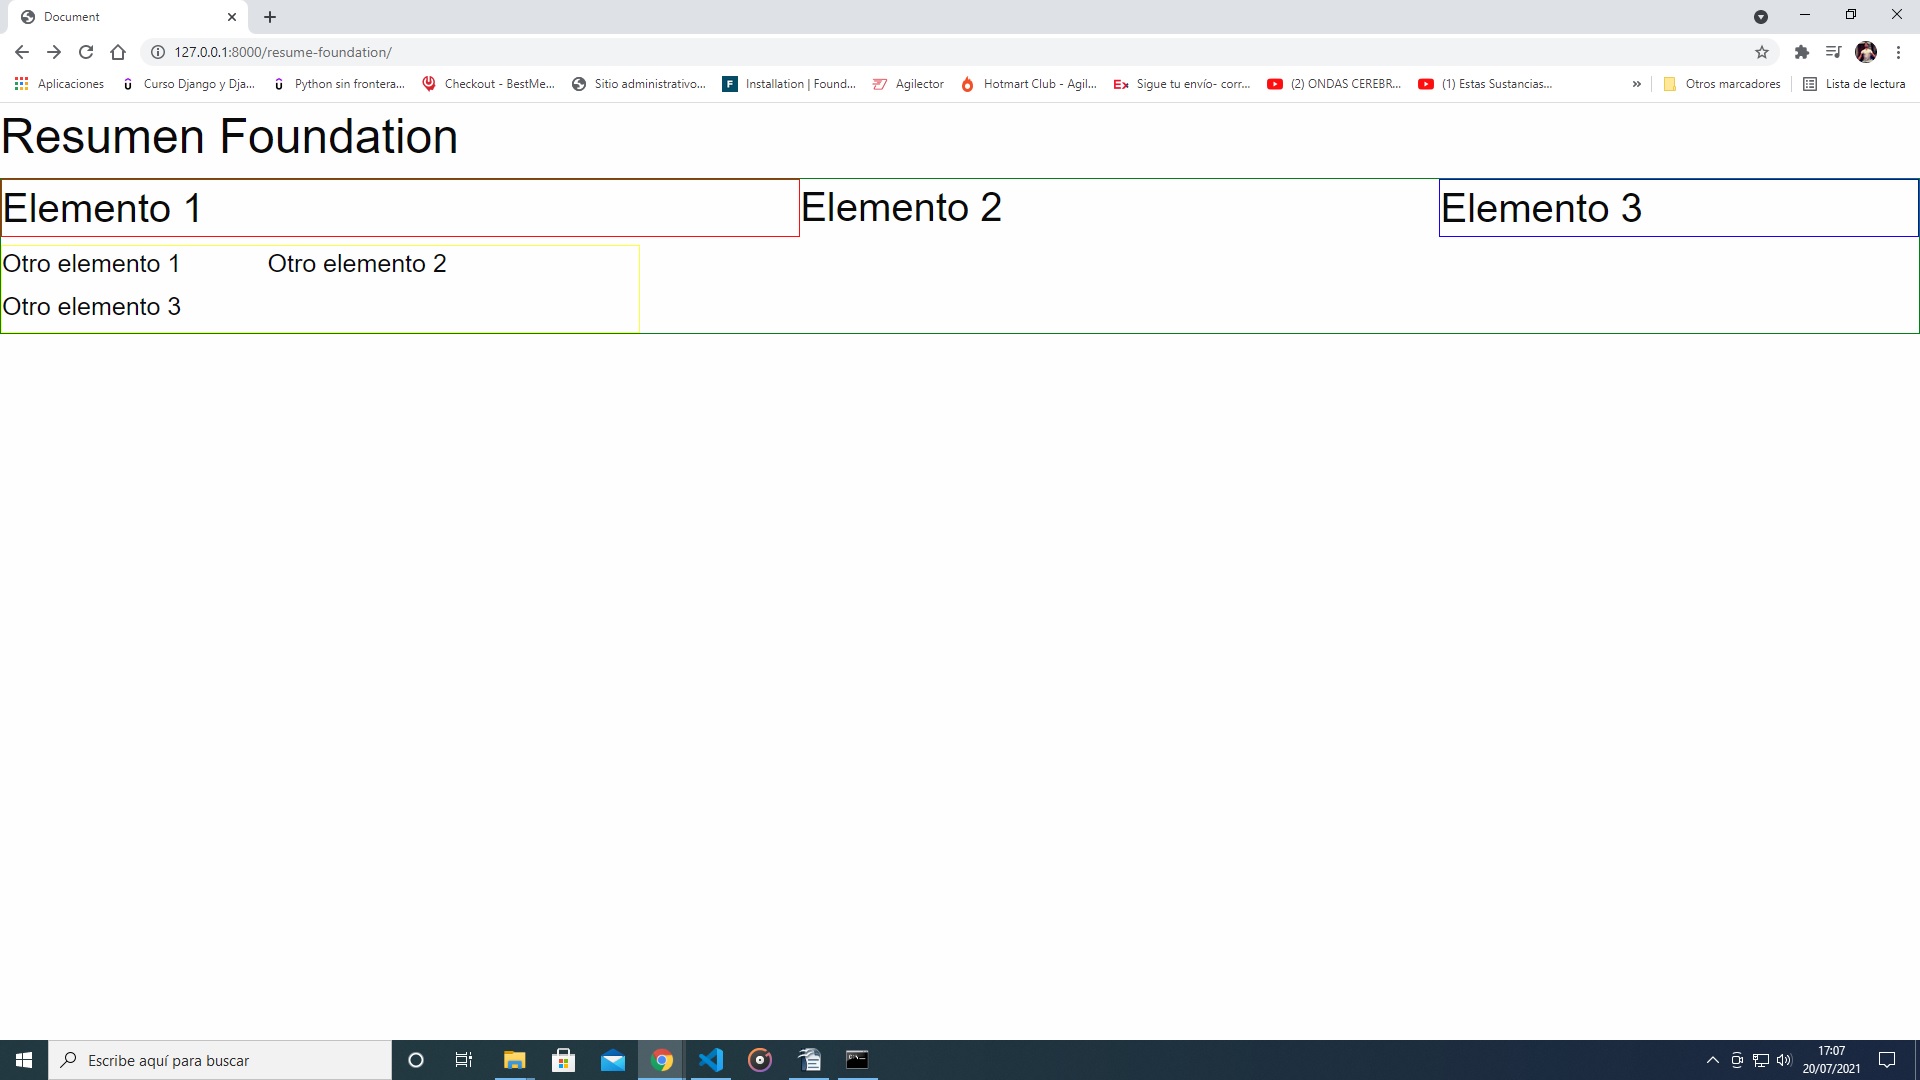 Document
127.0.0.1:8000/resume-foundation/
Aplicaciones Curso Django y Dja... Python sin frontera... Checkout - BestMe... Sitio administrativo... Installation | Found... Agilector Hotmart Club - Agil... Sigue tu envío- corr... (2) ONDAS CEREBR... (1) Estas Sustancias... » Otros marcadores Lista de lectura
Resumen Foundation
Elemento 1 Elemento 2 Elemento 3
Otro elemento 1 Otro elemento 2
Otro elemento 3
Escribe aquí para buscar
17:07
20/07/2021